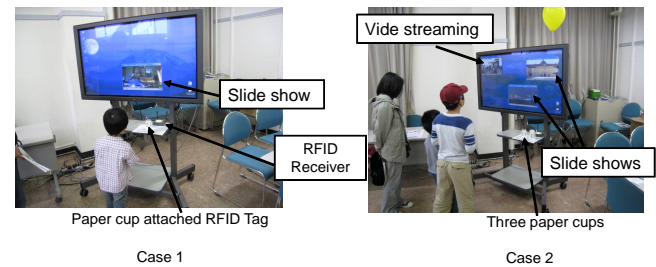 Slide show
RFID
Receiver
Paper cup attached RFID Tag
Case 1
Vide streaming
Slide shows
Three paper cups
Case 2